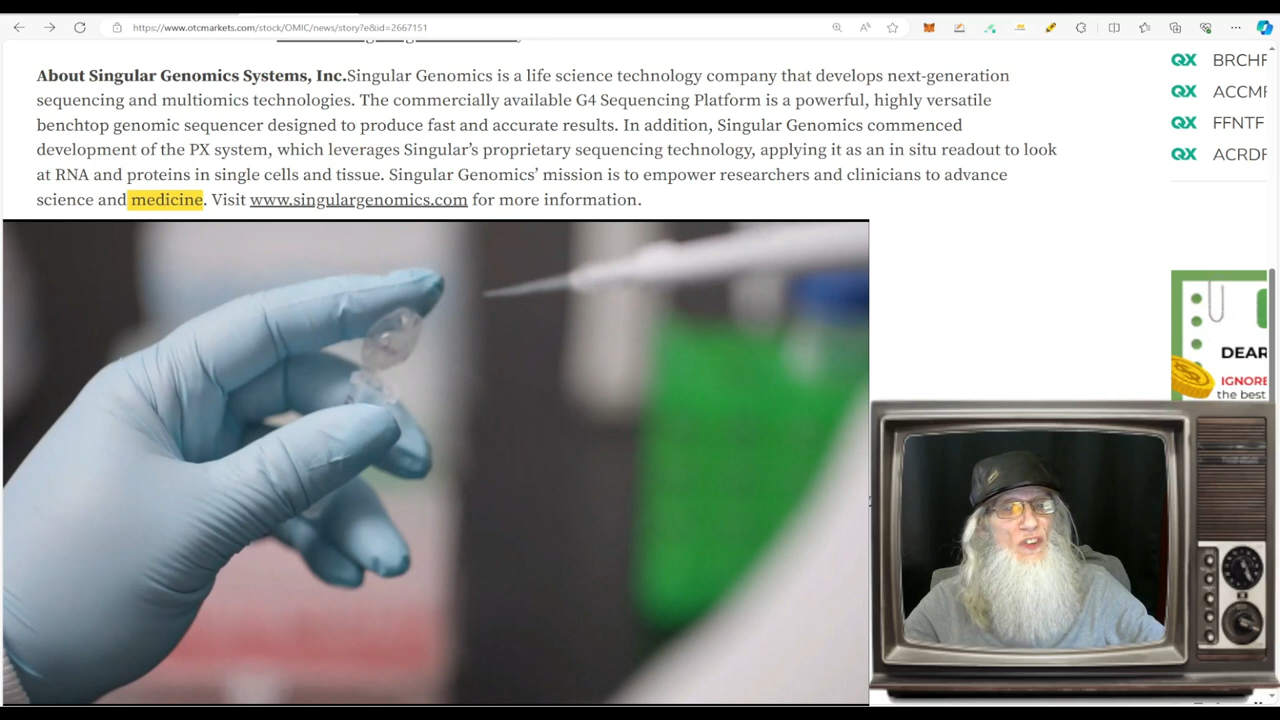 https://www.otcmarkets.com/stock/OMIC/news/story?e&id=2667151
About Singular Genomics Systems, Inc.Singular Genomics is a life science technology company that develops next-generation
sequencing and multiomics technologies. The commercially available G4 Sequencing Platform is a powerful, highly versatile
benchtop genomic sequencer designed to produce fast and accurate results. In addition, Singular Genomics commenced
development of the PX system, which leverages Singular’s proprietary sequencing technology, applying it as an in situ readout to look
at RNA and proteins in single cells and tissue. Singular Genomics’ mission is to empower researchers and clinicians to advance
science and medicine. Visit www.singulargenomics.com for more information.
QX BRCHF
QX ACCMF
QX FFNTF
QX ACRDF
DEAR
IGNORE
the best